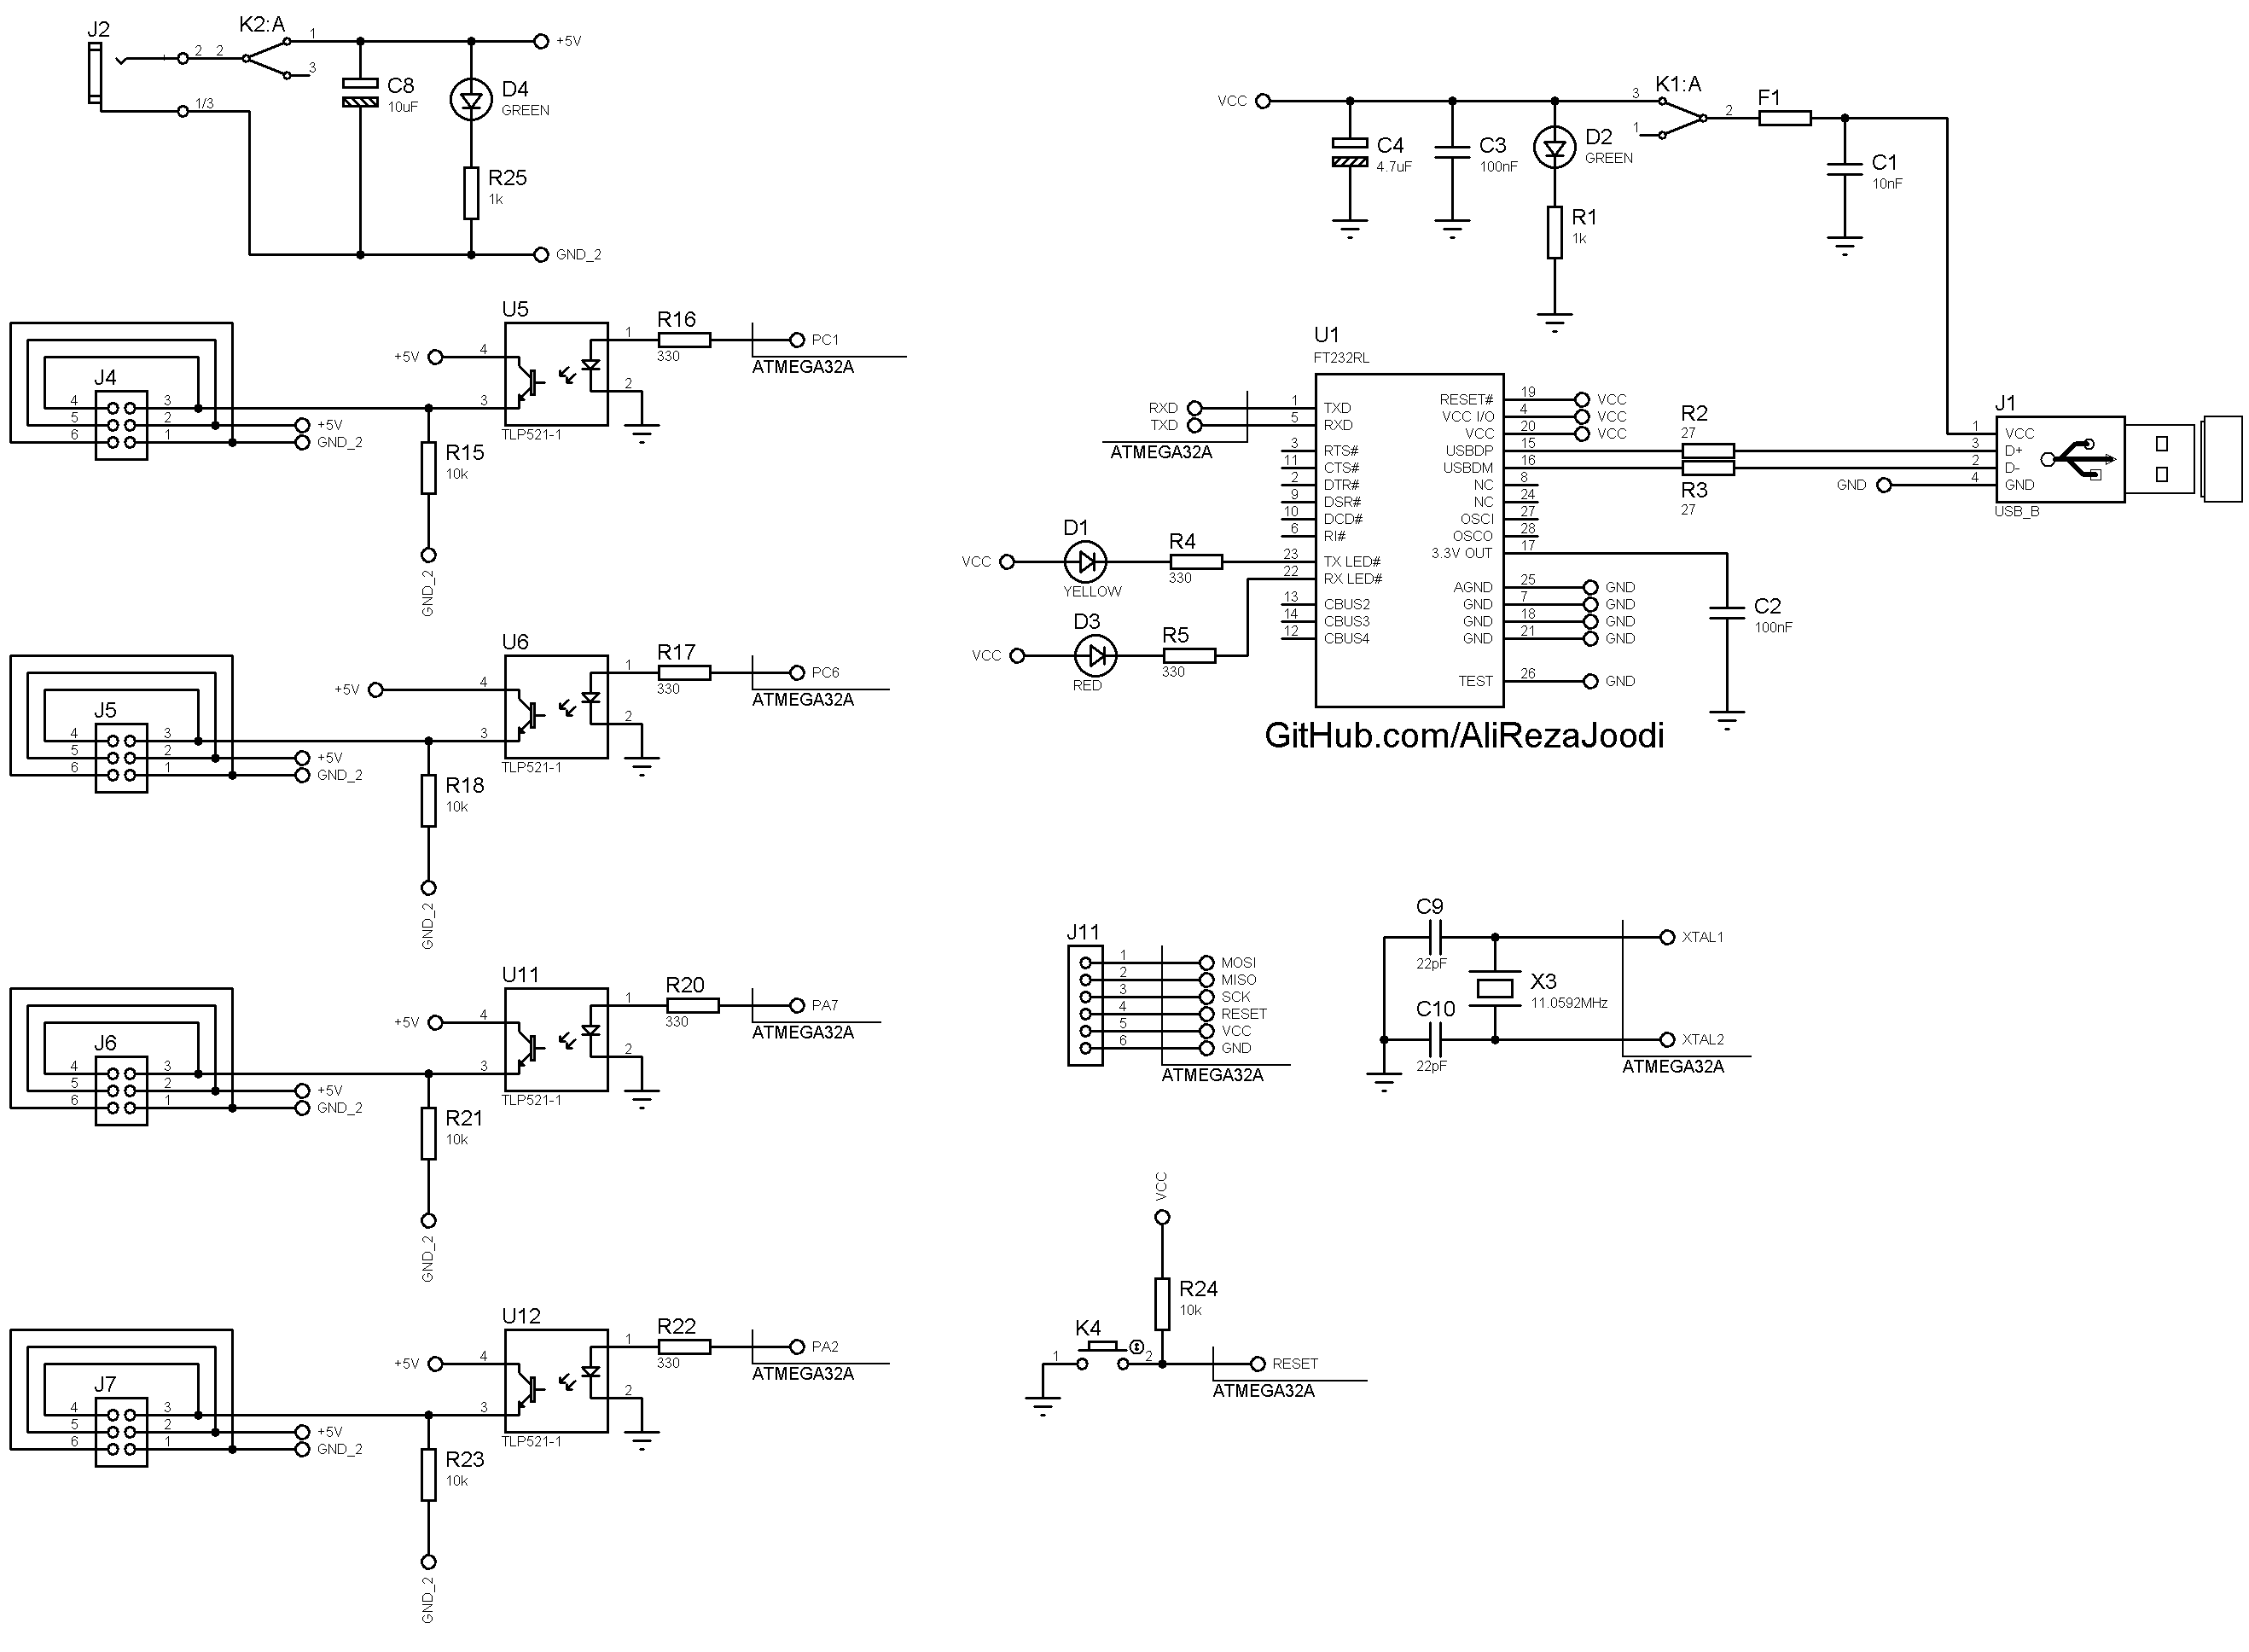 J2
2
1/3
K2:A
2
1
3
C8
10uF
D4
GREEN
R25
1k
+5V
GND_2
J4
4
5
6
3
2
1
+5V
GND_2
R15
10k
GND_2
+5V
U5
4
3
1
2
TLP521-1
R16
330
PC1
ATMEGA32A
J5
4
5
6
3
2
1
+5V
GND_2
R18
10k
GND_2
+5V
U6
4
3
1
2
TLP521-1
R17
330
PC6
ATMEGA32A
J6
4
5
6
3
2
1
+5V
GND_2
R21
10k
GND_2
+5V
U11
4
3
1
2
TLP521-1
R20
330
PA7
ATMEGA32A
J7
4
5
6
3
2
1
+5V
GND_2
R23
10k
GND_2
+5V
U12
4
3
1
2
TLP521-1
R22
330
PA2
ATMEGA32A
VCC
C4
4.7uF
C3
100nF
D2
GREEN
R1
1k
K1:A
3
1
2
F1
C1
10nF
U1
FT232RL
RXD
TXD
ATMEGA32A
1 TXD
5 RXD
3 RTS#
11 CTS#
2 DTR#
9 DSR#
10 DCD#
6 RI#
23 TX LED#
22 RX LED#
13 CBUS2
14 CBUS3
12 CBUS4
RESET# 19 VCC
VCC I/O 4 VCC
VCC 20 VCC
USBDP 15
USBDM 16
NC 8
NC 24
OSCI 27
OSCO 28
3.3V OUT 17
AGND 25 GND
GND 7 GND
GND 18 GND
GND 21 GND
TEST 26 GND
VCC
D1
YELLOW
R4
330
VCC
D3
RED
R5
330
R2
27
R3
27
C2
100nF
J1
1 VCC
3 D+
2 D-
GND 4 GND
USB_B
GitHub.com/AliRezaJoodi
J11
1 MOSI
2 MISO
3 SCK
4 RESET
5 VCC
6 GND
ATMEGA32A
C9
22pF
C10
22pF
X3
11.0592MHz
XTAL1
XTAL2
ATMEGA32A
VCC
R24
10k
K4
1
2
RESET
ATMEGA32A